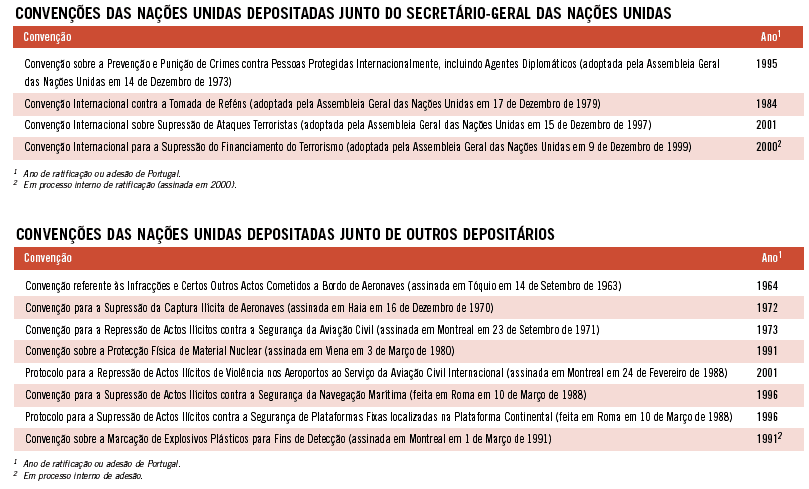 CONVENÇÕES DAS NAÇÕES UNIDAS DEPOSITADAS JUNTO DO SECRETÁRIO-GERAL DAS NAÇÕES UNIDAS
Convenção Ano1
Convenção sobre a Prevenção e Punição de Crimes contra Pessoas Protegidas Internacionalmente, incluindo Agentes Diplomáticos (adoptada pela Assembleia Geral 1995
das Nações Unidas em 14 de Dezembro de 1973)
Convenção Internacional contra a Tomada de Reféns (adoptada pela Assembleia Geral das Nações Unidas em 17 de Dezembro de 1979) 1984
Convenção Internacional sobre Supressão de Ataques Terroristas (adoptada pela Assembleia Geral das Nações Unidas em 15 de Dezembro de 1997) 2001
Convenção Internacional para a Supressão do Financiamento do Terrorismo (adoptada pela Assembleia Geral das Nações Unidas em 9 de Dezembro de 1999) 20002
1 Ano de ratificação ou adesão de Portugal.
2 Em processo interno de ratificação (assinada em 2000).
CONVENÇÕES DAS NAÇÕES UNIDAS DEPOSITADAS JUNTO DE OUTROS DEPOSITÁRIOS
Convenção Ano1
Convenção referente às Infracções e Certos Outros Actos Cometidos a Bordo de Aeronaves (assinada em Tóquio em 14 de Setembro de 1963) 1964
Convenção para a Supressão da Captura Ilícita de Aeronaves (assinada em Haia em 16 de Dezembro de 1970) 1972
Convenção para a Repressão de Actos Ilícitos contra a Segurança da Aviação Civil (assinada em Montreal em 23 de Setembro de 1971) 1973
Convenção sobre a Protecção Física de Material Nuclear (assinada em Viena em 3 de Março de 1980) 1991
Protocolo para a Repressão de Actos Ilícitos de Violência nos Aeroportos ao Serviço da Aviação Civil Internacional (assinada em Montreal em 24 de Fevereiro de 1988) 2001
Convenção para a Supressão de Actos Ilícitos contra a Segurança da Navegação Marítima (feita em Roma em 10 de Março de 1988) 1996
Protocolo para a Supressão de Actos Ilícitos contra a Segurança de Plataformas Fixas localizadas na Plataforma Continental (feita em Roma em 10 de Março de 1988) 1996
Convenção sobre a Marcação de Explosivos Plásticos para Fins de Detecção (assinada em Montreal em 1 de Março de 1991) 19912
1 Ano de ratificação ou adesão de Portugal.
2 Em processo interno de adesão.